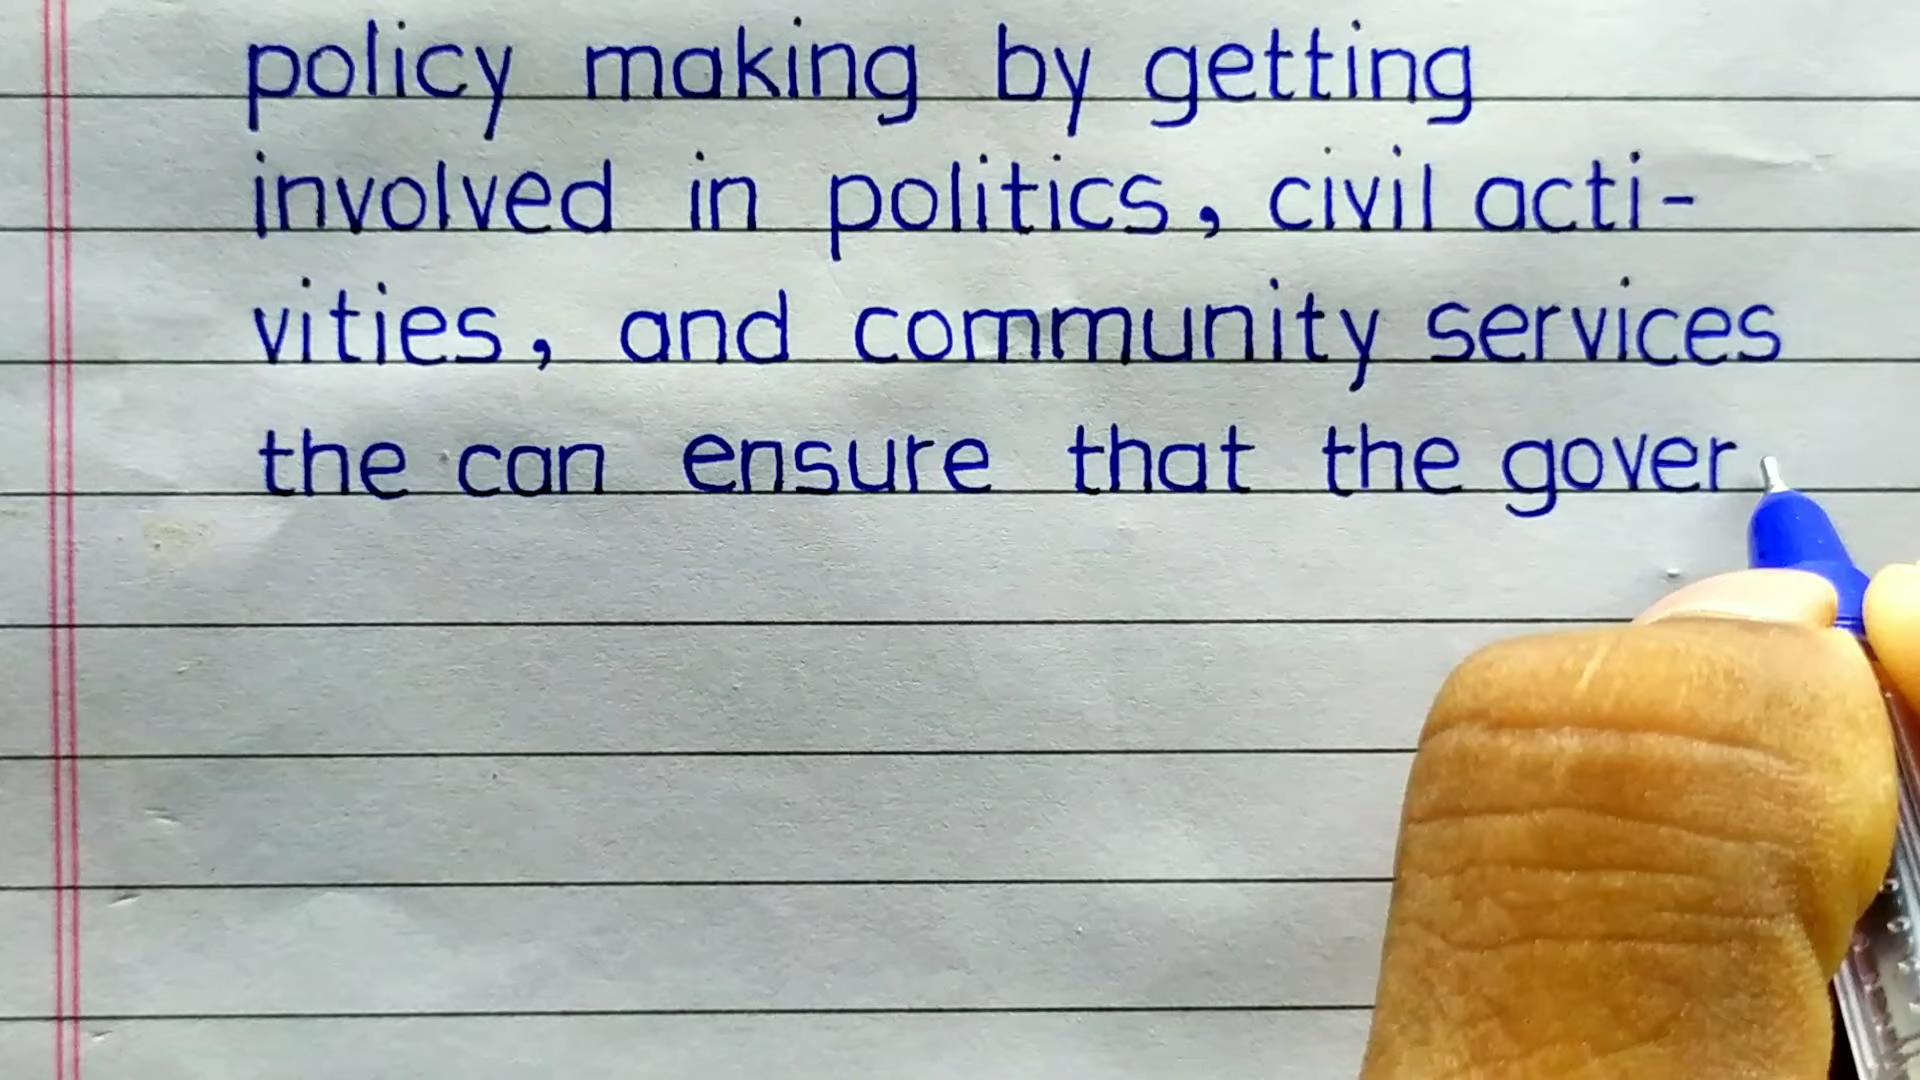 policy making by getting
involved in politics, civil acti-
vities, and community services
the can ensure that the gover